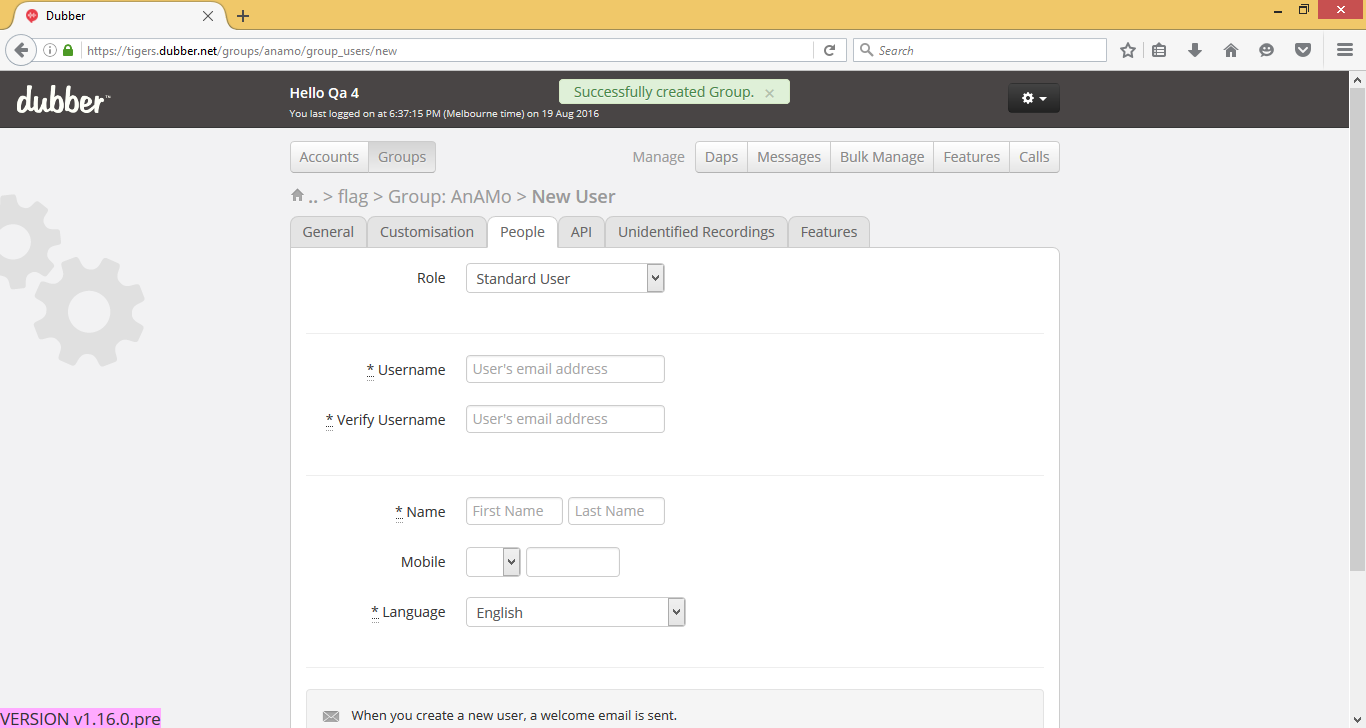 Dubber
https://tigers.dubber.net/groups/anamo/group_users/new
Search
dubber™
Hello Qa 4
You last logged on at 6:37:15 PM (Melbourne time) on 19 Aug 2016
Successfully created Group. ×
Accounts Groups Manage Daps Messages Bulk Manage Features Calls
.. > flag > Group: AnAMo > New User
General Customisation People API Unidentified Recordings Features
Role Standard User
* Username User's email address
* Verify Username User's email address
* Name First Name Last Name
Mobile
* Language English
When you create a new user, a welcome email is sent.
VERSION v1.16.0.pre